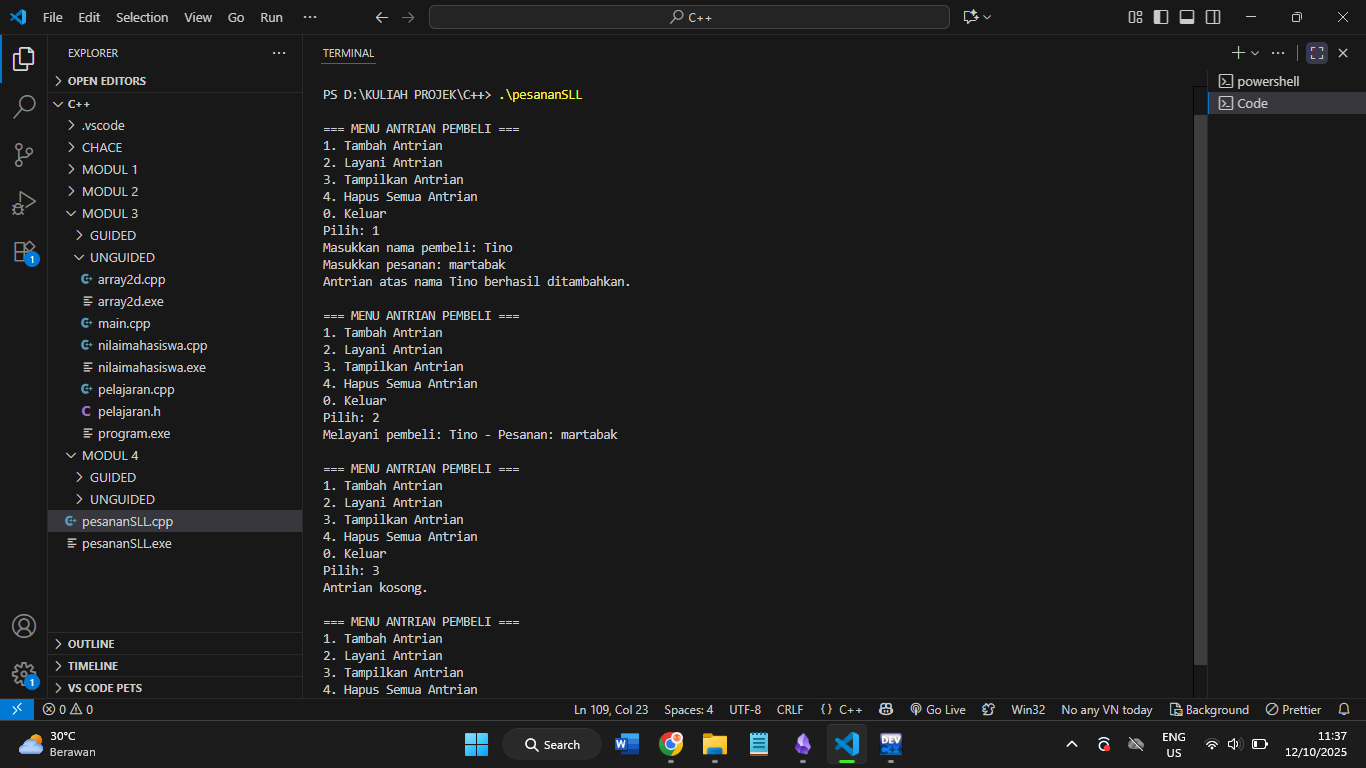 File Edit Selection View Go Run ··· C++
EXPLORER ···
OPEN EDITORS
C++
.vscode
CHACE
MODUL 1
MODUL 2
MODUL 3
GUIDED
UNGUIDED
array2d.cpp
array2d.exe
main.cpp
nilaimahasiswa.cpp
nilaimahasiswa.exe
pelajaran.cpp
C pelajaran.h
program.exe
MODUL 4
GUIDED
UNGUIDED
pesananSLL.cpp
pesananSLL.exe
OUTLINE
TIMELINE
VS CODE PETS
1
1
TERMINAL
PS D:\KULIAH PROJEK\C++> .\pesananSLL
=== MENU ANTRIAN PEMBELI ===
1. Tambah Antrian
2. Layani Antrian
3. Tampilkan Antrian
4. Hapus Semua Antrian
0. Keluar
Pilih: 1
Masukkan nama pembeli: Tino
Masukkan pesanan: martabak
Antrian atas nama Tino berhasil ditambahkan.
=== MENU ANTRIAN PEMBELI ===
1. Tambah Antrian
2. Layani Antrian
3. Tampilkan Antrian
4. Hapus Semua Antrian
0. Keluar
Pilih: 2
Melayani pembeli: Tino - Pesanan: martabak
=== MENU ANTRIAN PEMBELI ===
1. Tambah Antrian
2. Layani Antrian
3. Tampilkan Antrian
4. Hapus Semua Antrian
0. Keluar
Pilih: 3
Antrian kosong.
=== MENU ANTRIAN PEMBELI ===
1. Tambah Antrian
2. Layani Antrian
3. Tampilkan Antrian
4. Hapus Semua Antrian
powershell
Code
0 0 Ln 109, Col 23 Spaces: 4 UTF-8 CRLF {} C++ Go Live Win32 No any VN today Background Prettier
30°C
Berawan
Search
W
DEV
ENG
US
11:37
12/10/2025